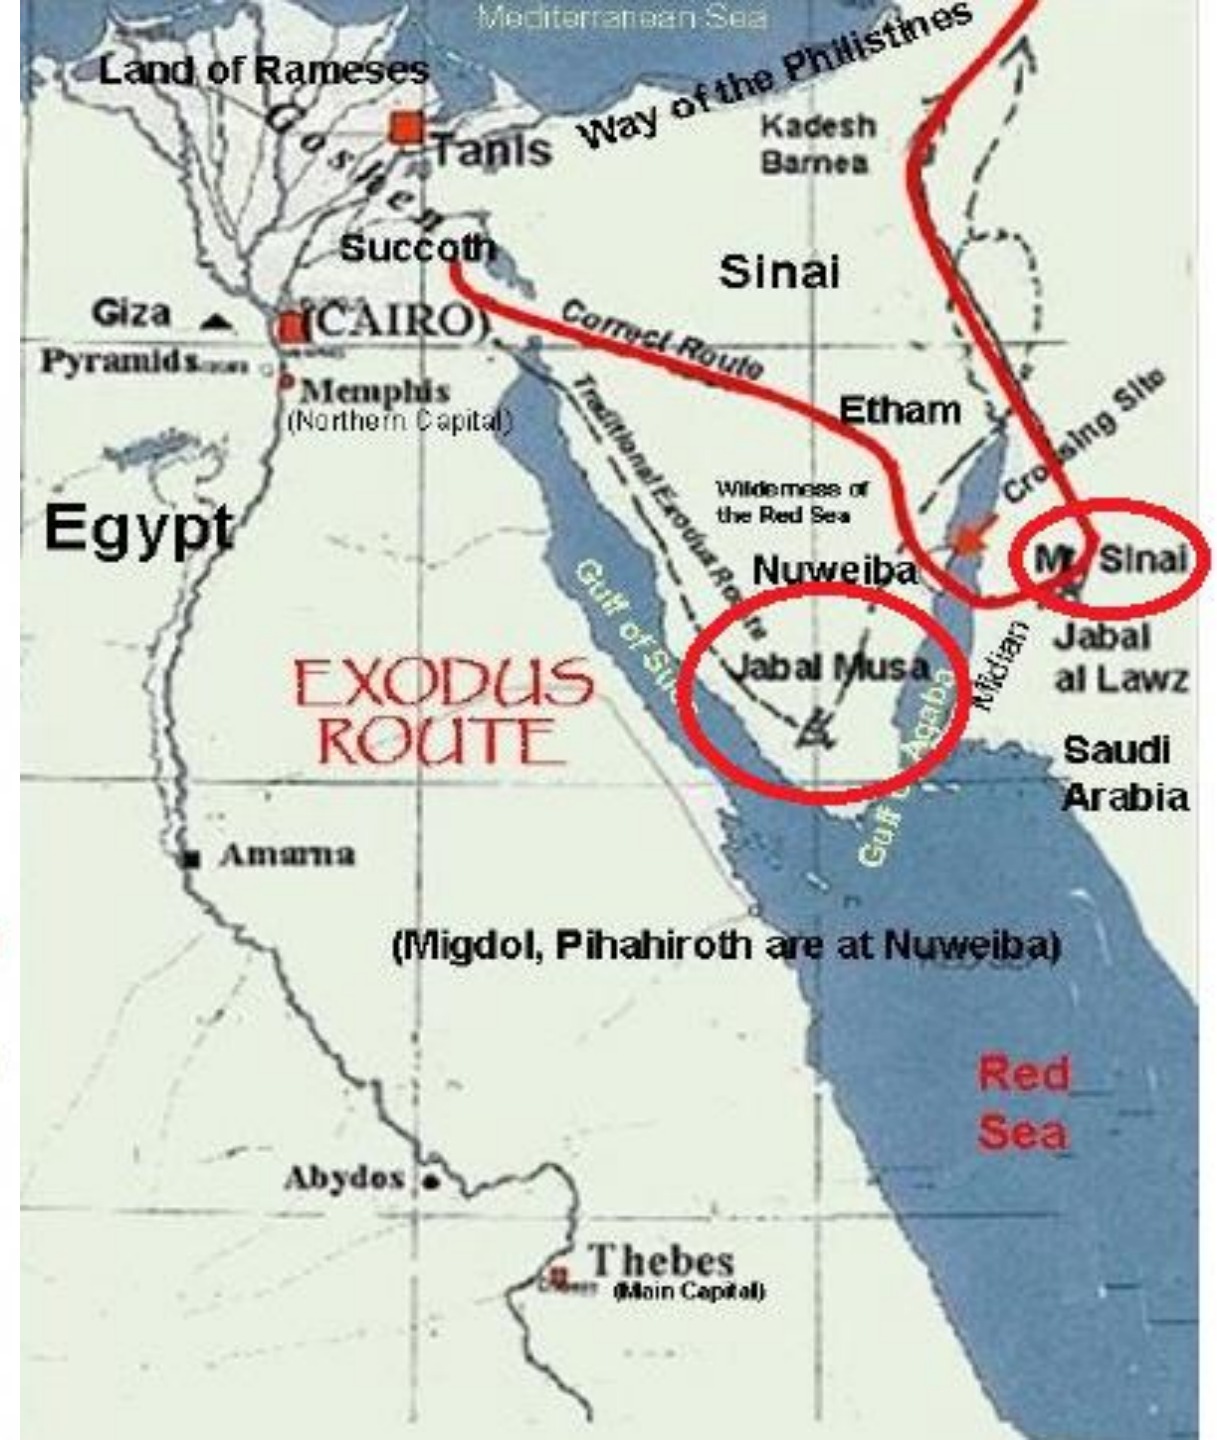 Mediterranean Sea
Way of the Philistines
Land of Rameses
Goshen
Tanis
Kadesh
Barnea
Succoth
Sinai
Giza
(CAIRO)
Correct Route
Pyramids
Memphis
(Northern Capital)
Traditional Exodus Route
Etham
Crossing Site
Wilderness of
the Red Sea
Egypt
Nuweiba
Mt. Sinai
Gulf of Su
Jabal Musa
Midian
Jabal
al Lawz
EXODUS
ROUTE
Gulf Agaba
Saudi
Arabia
Amarna
(Migdol, Pihahiroth are at Nuweiba)
Red
Sea
Abydos
Thebes
(Main Capital)